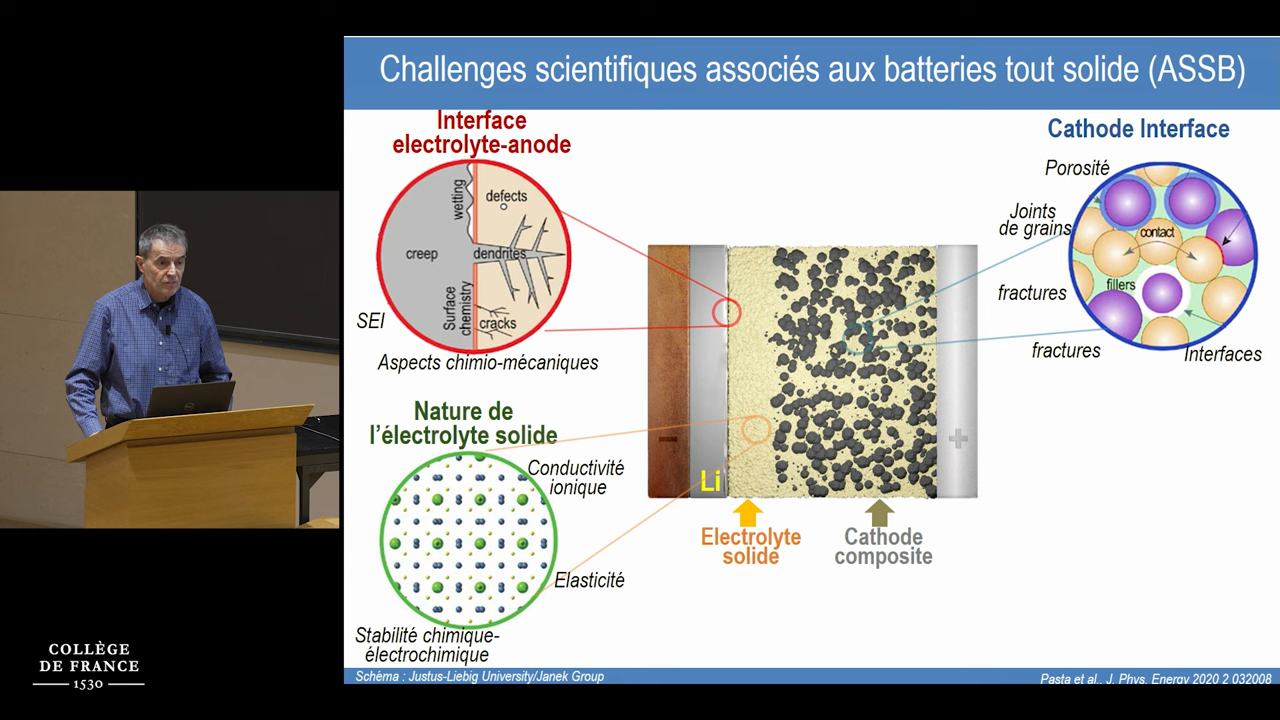 Challenges scientifiques associés aux batteries tout solide (ASSB)
Interface
electrolyte-anode
wetting
defects
creep
dendrites
Surface
chemistry
cracks
SEI
Aspects chimio-mécaniques
Nature de
l'électrolyte solide
Conductivité
ionique
Elasticité
Stabilité chimique-
électrochimique
Li
-
+
Electrolyte
solide
Cathode
composite
Cathode Interface
Porosité
Joints
de grains
contact
fractures
fillers
fractures
Interfaces
COLLÈGE
DE FRANCE
1530
Schéma : Justus-Liebig University/Janek Group
Pasta et al., J. Phys. Energy 2020 2 032008